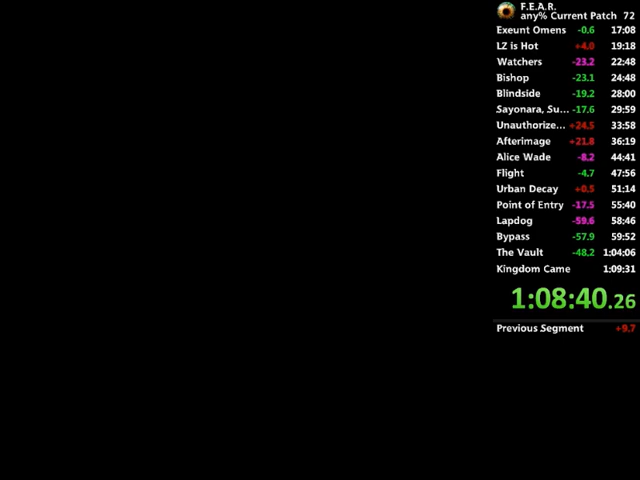 F.E.A.R.
any% Current Patch 72
Exeunt Omens -0.6 17:08
LZ is Hot +4.0 19:18
Watchers -23.2 22:48
Bishop -23.1 24:48
Blindside -19.2 28:00
Sayonara, Su... -17.6 29:59
Unauthorize... +24.5 33:58
Afterimage +21.8 36:19
Alice Wade -8.2 44:41
Flight -4.7 47:56
Urban Decay +0.5 51:14
Point of Entry -17.5 55:40
Lapdog -59.6 58:46
Bypass -57.9 59:52
The Vault -48.2 1:04:06
Kingdom Came 1:09:31
1:08:40.26
Previous Segment +9.7